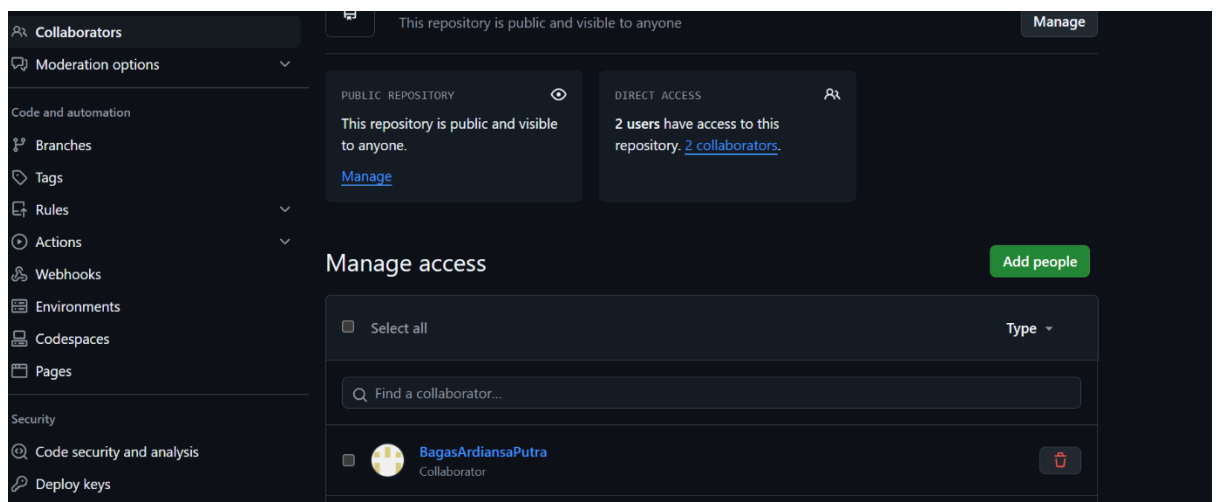 Collaborators
Moderation options
Code and automation
Branches
Tags
Rules
Actions
Webhooks
Environments
Codespaces
Pages
Security
Code security and analysis
Deploy keys
This repository is public and visible to anyone
Manage
PUBLIC REPOSITORY
This repository is public and visible
to anyone.
Manage
DIRECT ACCESS
2 users have access to this
repository. 2 collaborators.
Manage access
Add people
Select all
Type
Find a collaborator...
BagasArdiansaPutra
Collaborator